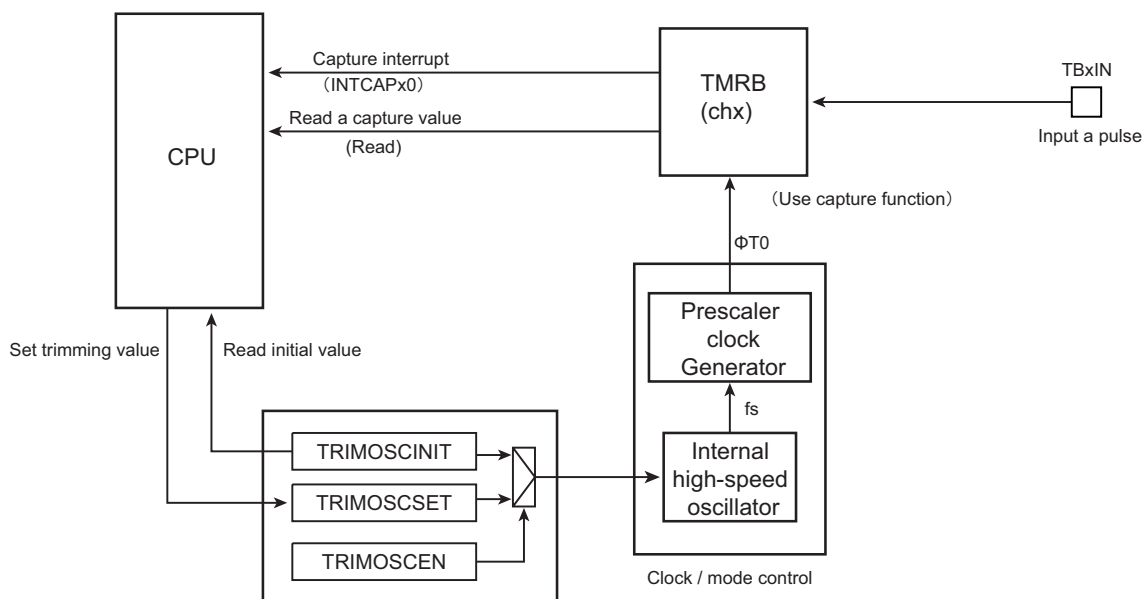 Capture interrupt
（INTCAPx0）
Read a capture value
(Read)
CPU
TMRB
(chx)
TBxIN
Input a pulse
（Use capture function）
ΦT0
Prescaler
clock
Generator
fs
Internal
high-speed
oscillator
Clock / mode control
Set trimming value
Read initial value
TRIMOSCINIT
TRIMOSCSET
TRIMOSCEN